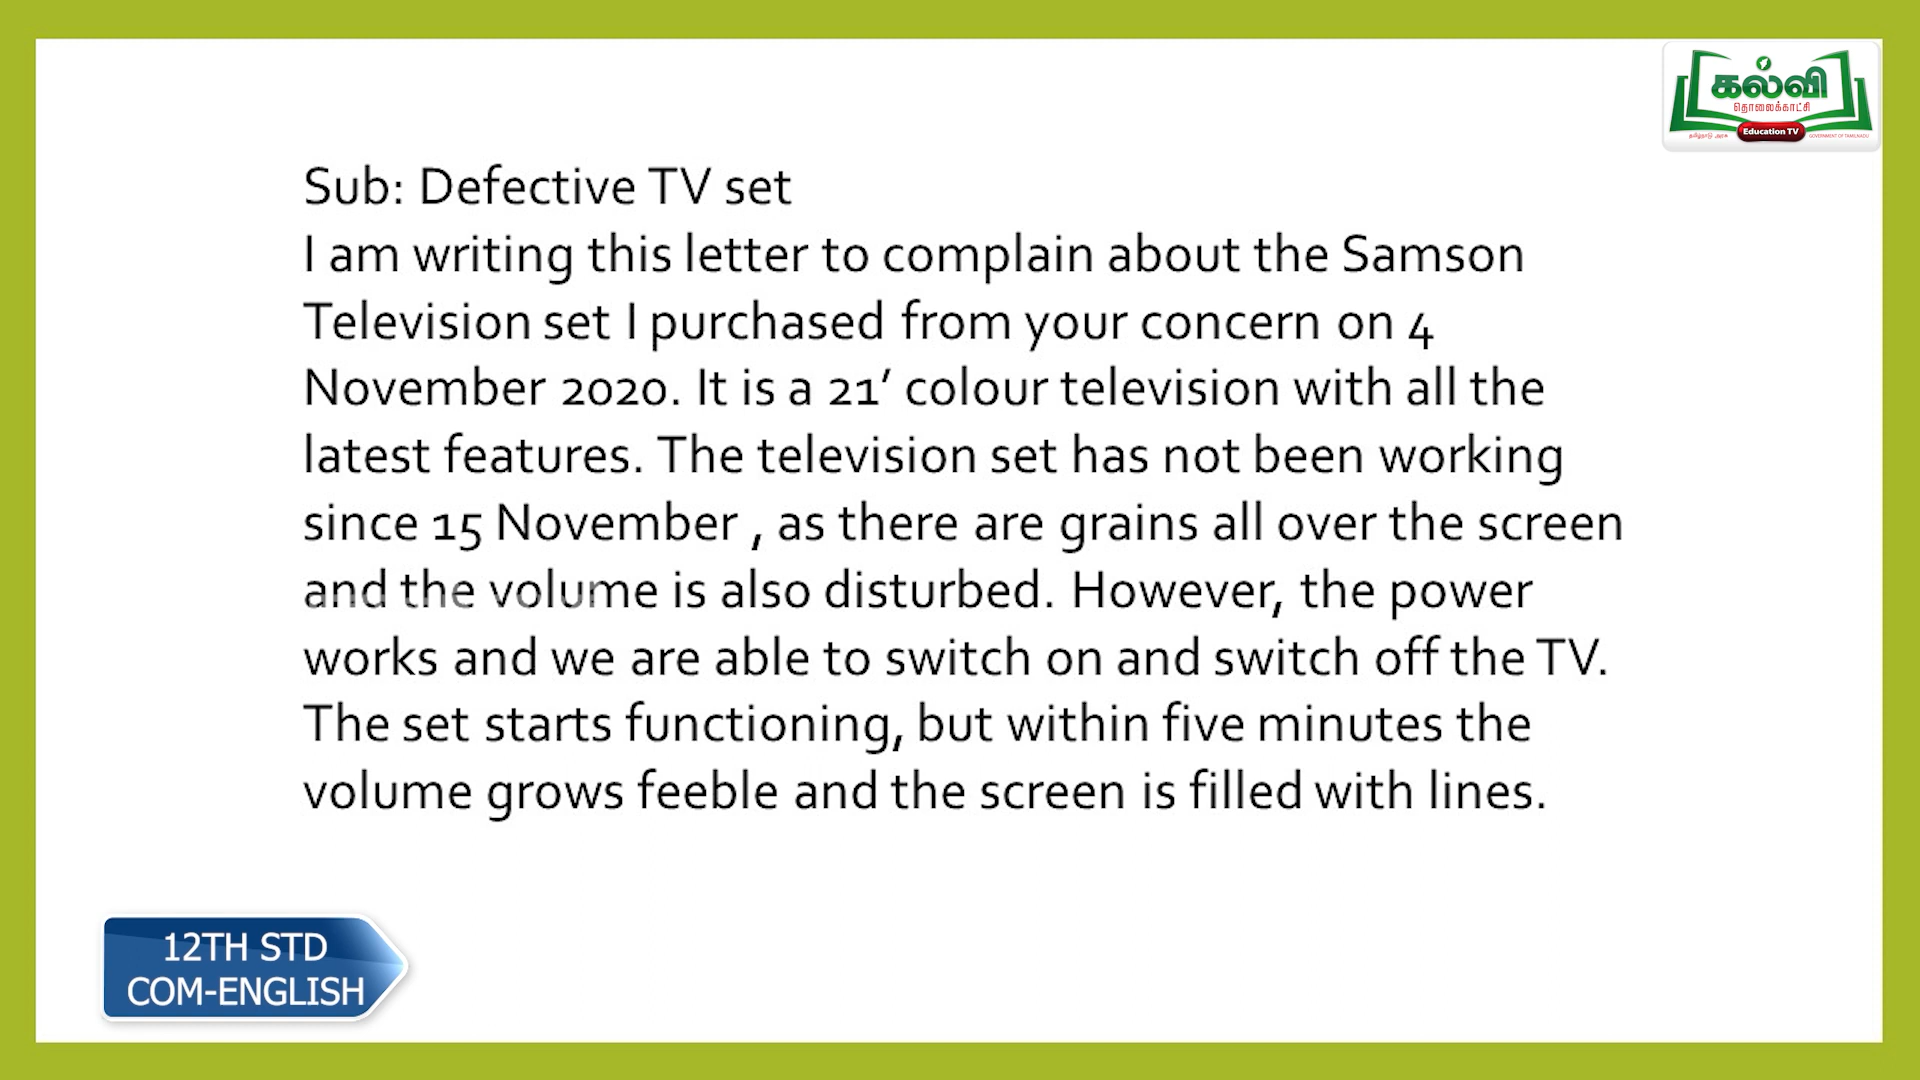 கல்வி
தொலைக்காட்சி
தமிழ்நாடு அரசு
Education TV
GOVERNMENT OF TAMILNADU
Sub: Defective TV set
I am writing this letter to complain about the Samson
Television set I purchased from your concern on 4
November 2020. It is a 21’ colour television with all the
latest features. The television set has not been working
since 15 November , as there are grains all over the screen
and the volume is also disturbed. However, the power
works and we are able to switch on and switch off the TV.
The set starts functioning, but within five minutes the
volume grows feeble and the screen is filled with lines.
12TH STD
COM-ENGLISH